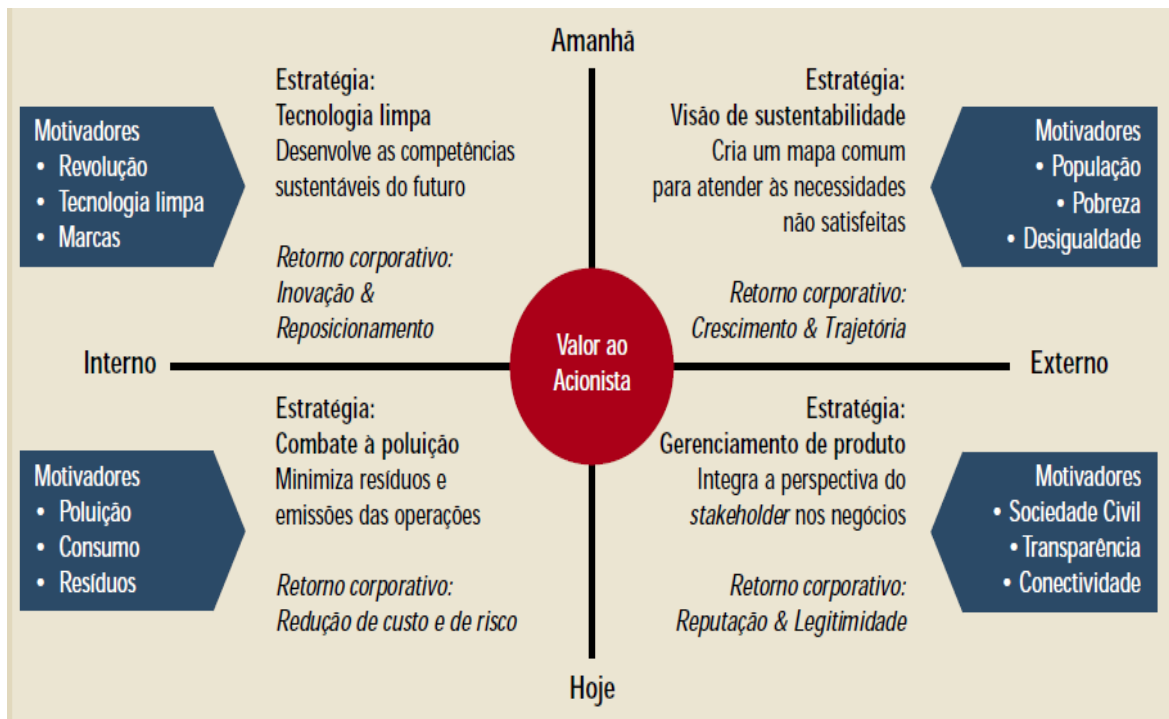 Amanhã
Motivadores
• Revolução
• Tecnologia limpa
• Marcas
Estratégia:
Tecnologia limpa
Desenvolve as competências
sustentáveis do futuro
Retorno corporativo:
Inovação &
Reposicionamento
Estratégia:
Visão de sustentabilidade
Cria um mapa comum
para atender às necessidades
não satisfeitas
Retorno corporativo:
Crescimento & Trajetória
Motivadores
• População
• Pobreza
• Desigualdade
Interno
Valor ao
Acionista
Externo
Motivadores
• Poluição
• Consumo
• Resíduos
Estratégia:
Combate à poluição
Minimiza resíduos e
emissões das operações
Retorno corporativo:
Redução de custo e de risco
Estratégia:
Gerenciamento de produto
Integra a perspectiva do
stakeholder nos negócios
Retorno corporativo:
Reputação & Legitimidade
Motivadores
• Sociedade Civil
• Transparência
• Conectividade
Hoje